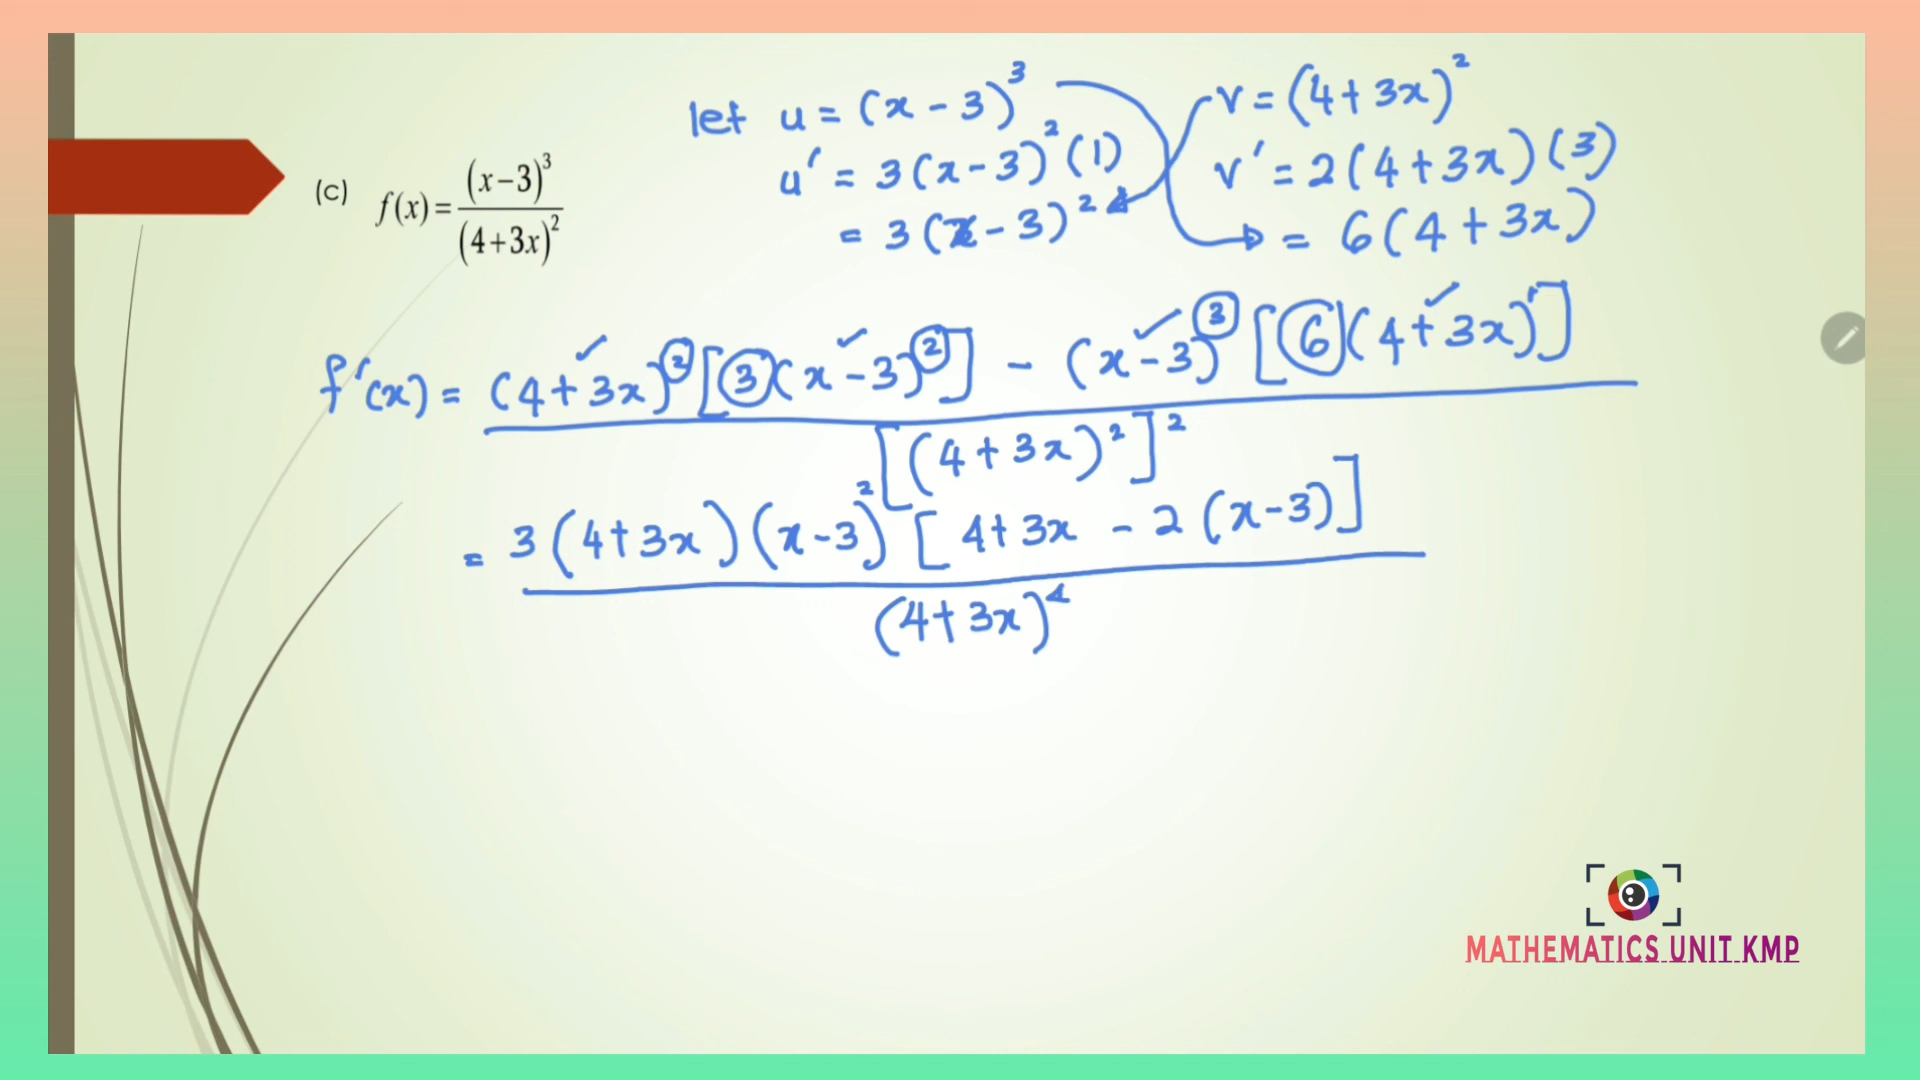 let u = (x - 3)³
v = (4 + 3x)²
u' = 3(x - 3)² (1)
v' = 2(4 + 3x)(3)
= 3(x - 3)²
= 6(4 + 3x)
(c) f(x) = (x-3)³ / (4+3x)²
f'(x) = (4 + 3x)² [3(x - 3)²] - (x - 3)³ [6(4 + 3x)¹] / [(4 + 3x)²]²
= 3(4 + 3x)(x - 3)² [4 + 3x - 2(x - 3)] / (4 + 3x)⁴
MATHEMATICS UNIT KMP